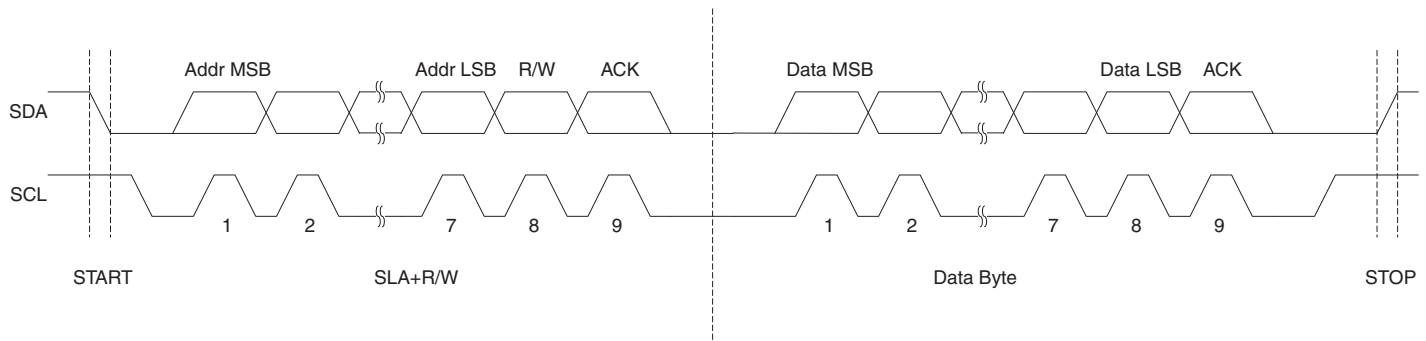 Addr MSB Addr LSB R/W ACK Data MSB Data LSB ACK
SDA
SCL
1 2 7 8 9 1 2 7 8 9
START SLA+R/W Data Byte STOP